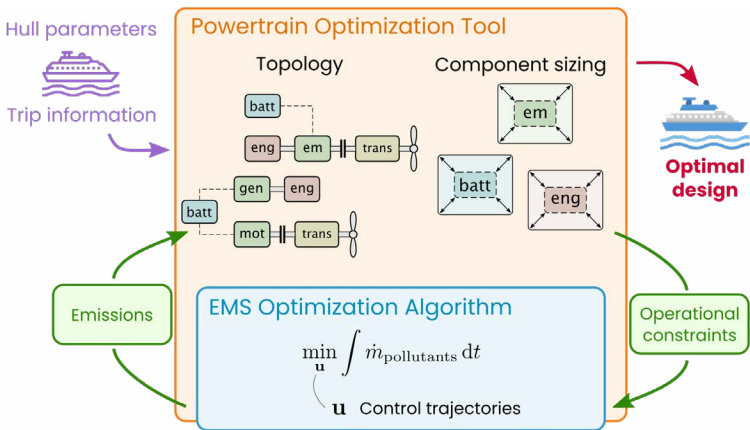 Hull parameters
Trip information
Powertrain Optimization Tool
Topology
batt
eng em trans
gen eng
batt
mot trans
Component sizing
em
batt
eng
Optimal
design
Emissions
Operational
constraints
EMS Optimization Algorithm
min ∫ ṁ_pollutants dt
u
u Control trajectories